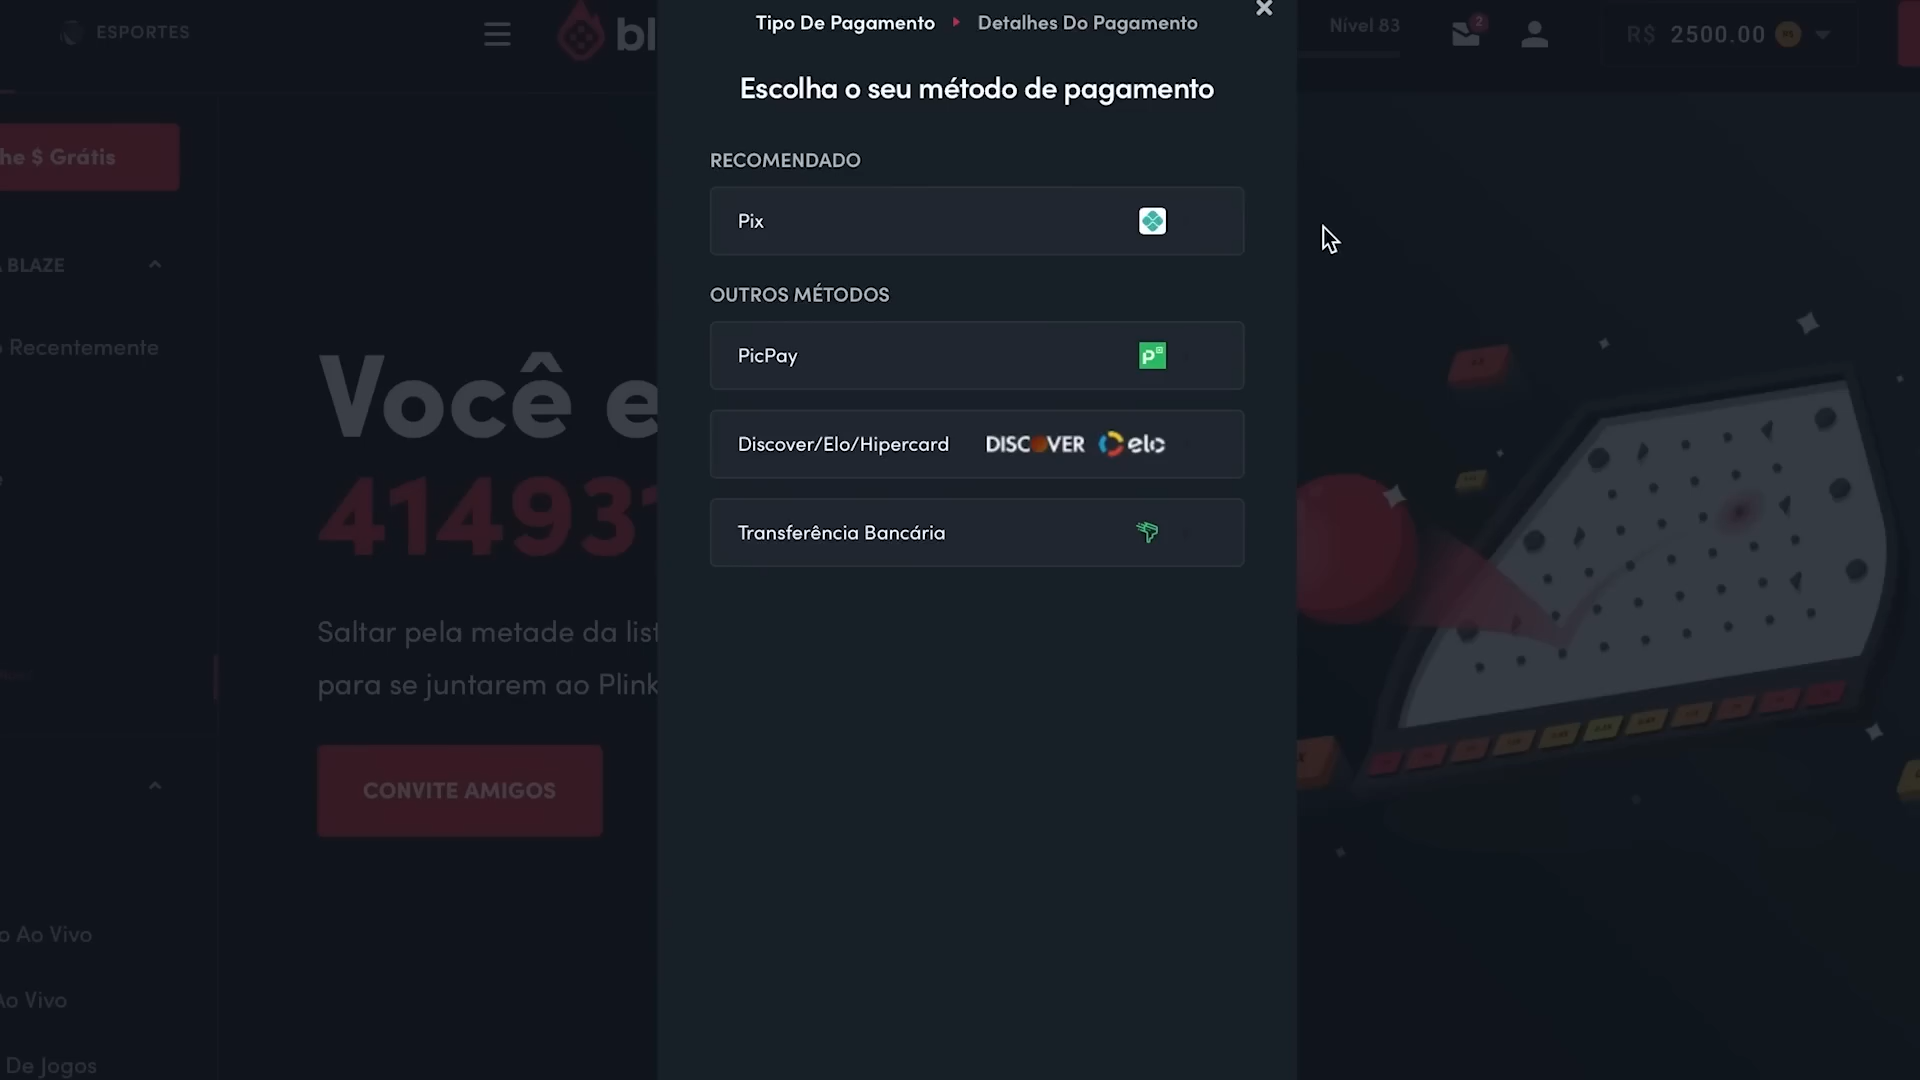 ESPORTES
bl
Tipo De Pagamento
Detalhes Do Pagamento
Nível 83
2
R$ 2500.00
Escolha o seu método de pagamento
he $ Grátis
RECOMENDADO
Pix
A BLAZE
OUTROS MÉTODOS
Recentemente
PicPay
Você e
Discover/Elo/Hipercard
DISCOVER
elo
41493
Transferência Bancária
Saltar pela metade da list
para se juntarem ao Plink
CONVITE AMIGOS
o Ao Vivo
Ao Vivo
De Jogos